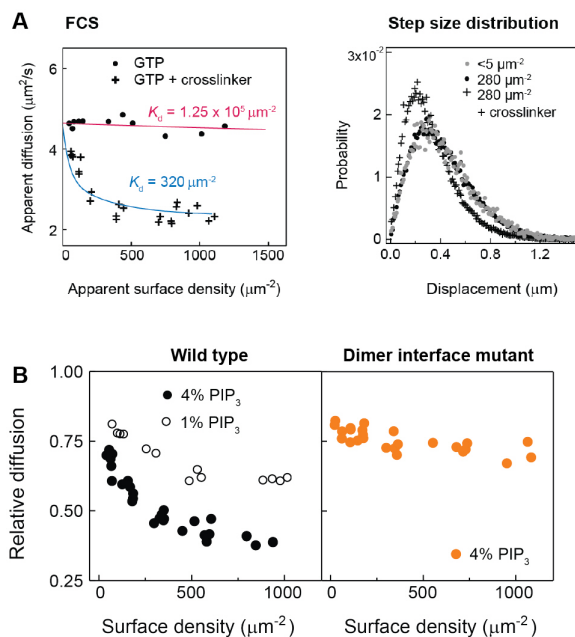 A
FCS
Step size distribution
GTP
GTP + crosslinker
Kd = 1.25 x 10⁵ μm⁻²
Kd = 320 μm⁻²
Apparent diffusion (μm²/s)
6
4
2
0
500
1000
1500
Apparent surface density (μm⁻²)
3×10⁻²
2
1
0
<5 μm⁻²
280 μm⁻²
280 μm⁻²
+ crosslinker
Probability
0.0
0.4
0.8
1.2
Displacement (μm)
B
Wild type
Dimer interface mutant
1.00
0.75
0.50
0.25
4% PIP₃
1% PIP₃
4% PIP₃
Relative diffusion
0
500
1000
0
500
1000
Surface density (μm⁻²)
Surface density (μm⁻²)